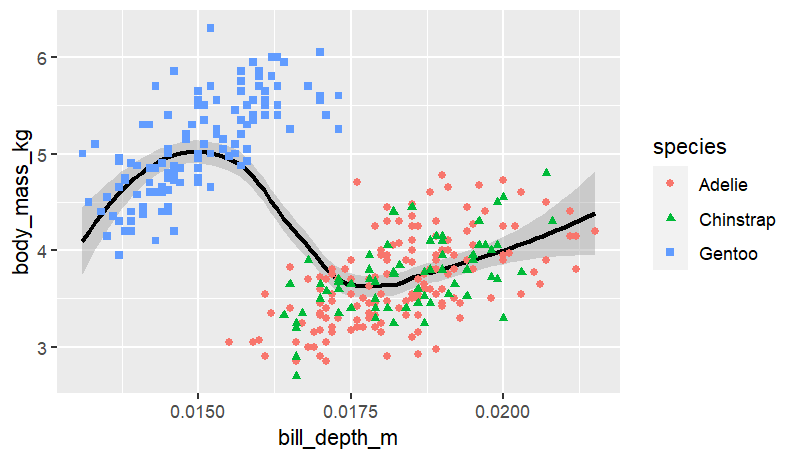 6
5
4
3
body_mass_kg
0.0150 0.0175 0.0200
bill_depth_m
species
Adelie
Chinstrap
Gentoo